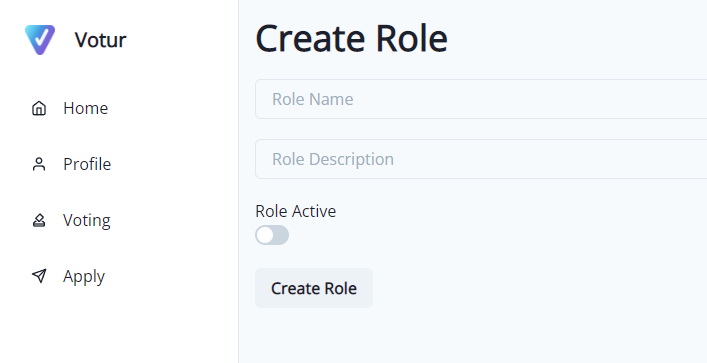 Votur
Home
Profile
Voting
Apply
Create Role
Role Name
Role Description
Role Active
Create Role